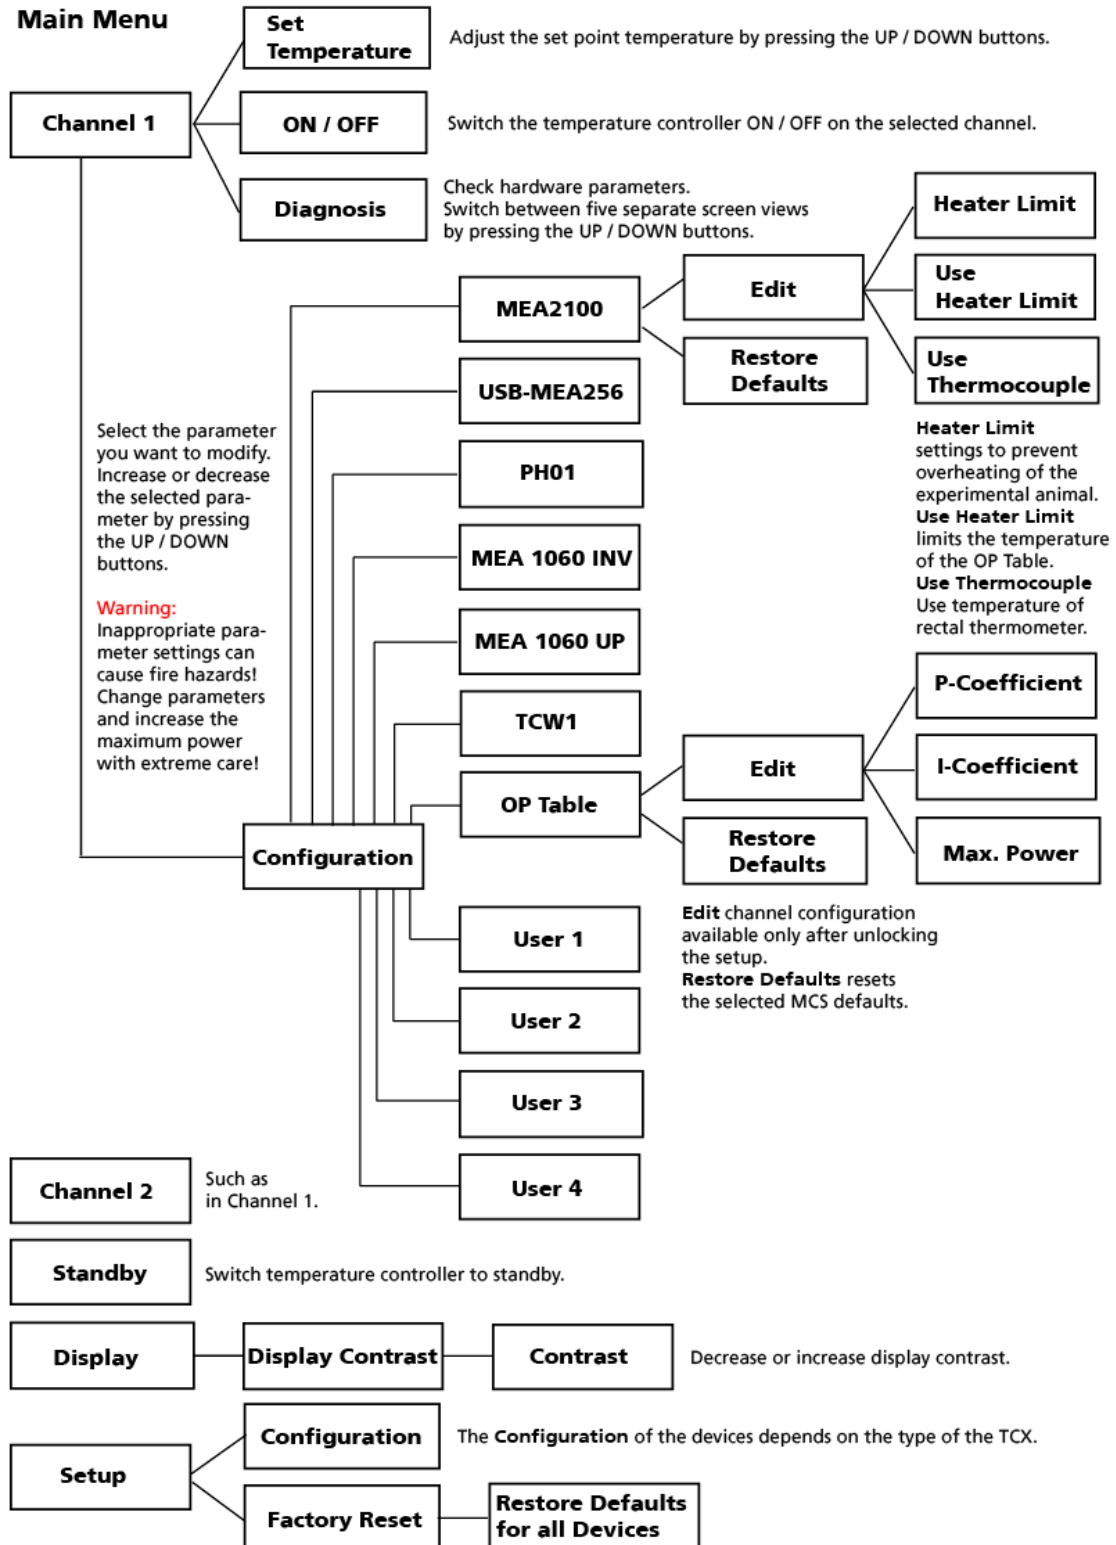 Main Menu
Set
Temperature
Adjust the set point temperature by pressing the UP / DOWN buttons.
Channel 1
ON / OFF
Switch the temperature controller ON / OFF on the selected channel.
Diagnosis
Check hardware parameters.
Switch between five separate screen views
by pressing the UP / DOWN buttons.
Heater Limit
Use
Heater Limit
Use
Thermocouple
MEA2100
Edit
Restore
Defaults
USB-MEA256
PH01
MEA 1060 INV
MEA 1060 UP
TCW1
OP Table
Select the parameter
you want to modify.
Increase or decrease
the selected para-
meter by pressing
the UP / DOWN
buttons.
Warning:
Inappropriate para-
meter settings can
cause fire hazards!
Change parameters
and increase the
maximum power
with extreme care!
Heater Limit
settings to prevent
overheating of the
experimental animal.
Use Heater Limit
limits the temperature
of the OP Table.
Use Thermocouple
Use temperature of
rectal thermometer.
P-Coefficient
Edit
I-Coefficient
Restore
Defaults
Max. Power
Configuration
Edit channel configuration
available only after unlocking
the setup.
Restore Defaults resets
the selected MCS defaults.
User 1
User 2
User 3
User 4
Channel 2
Such as
in Channel 1.
Standby
Switch temperature controller to standby.
Display
Display Contrast
Contrast
Decrease or increase display contrast.
Setup
Configuration
The Configuration of the devices depends on the type of the TCX.
Factory Reset
Restore Defaults
for all Devices